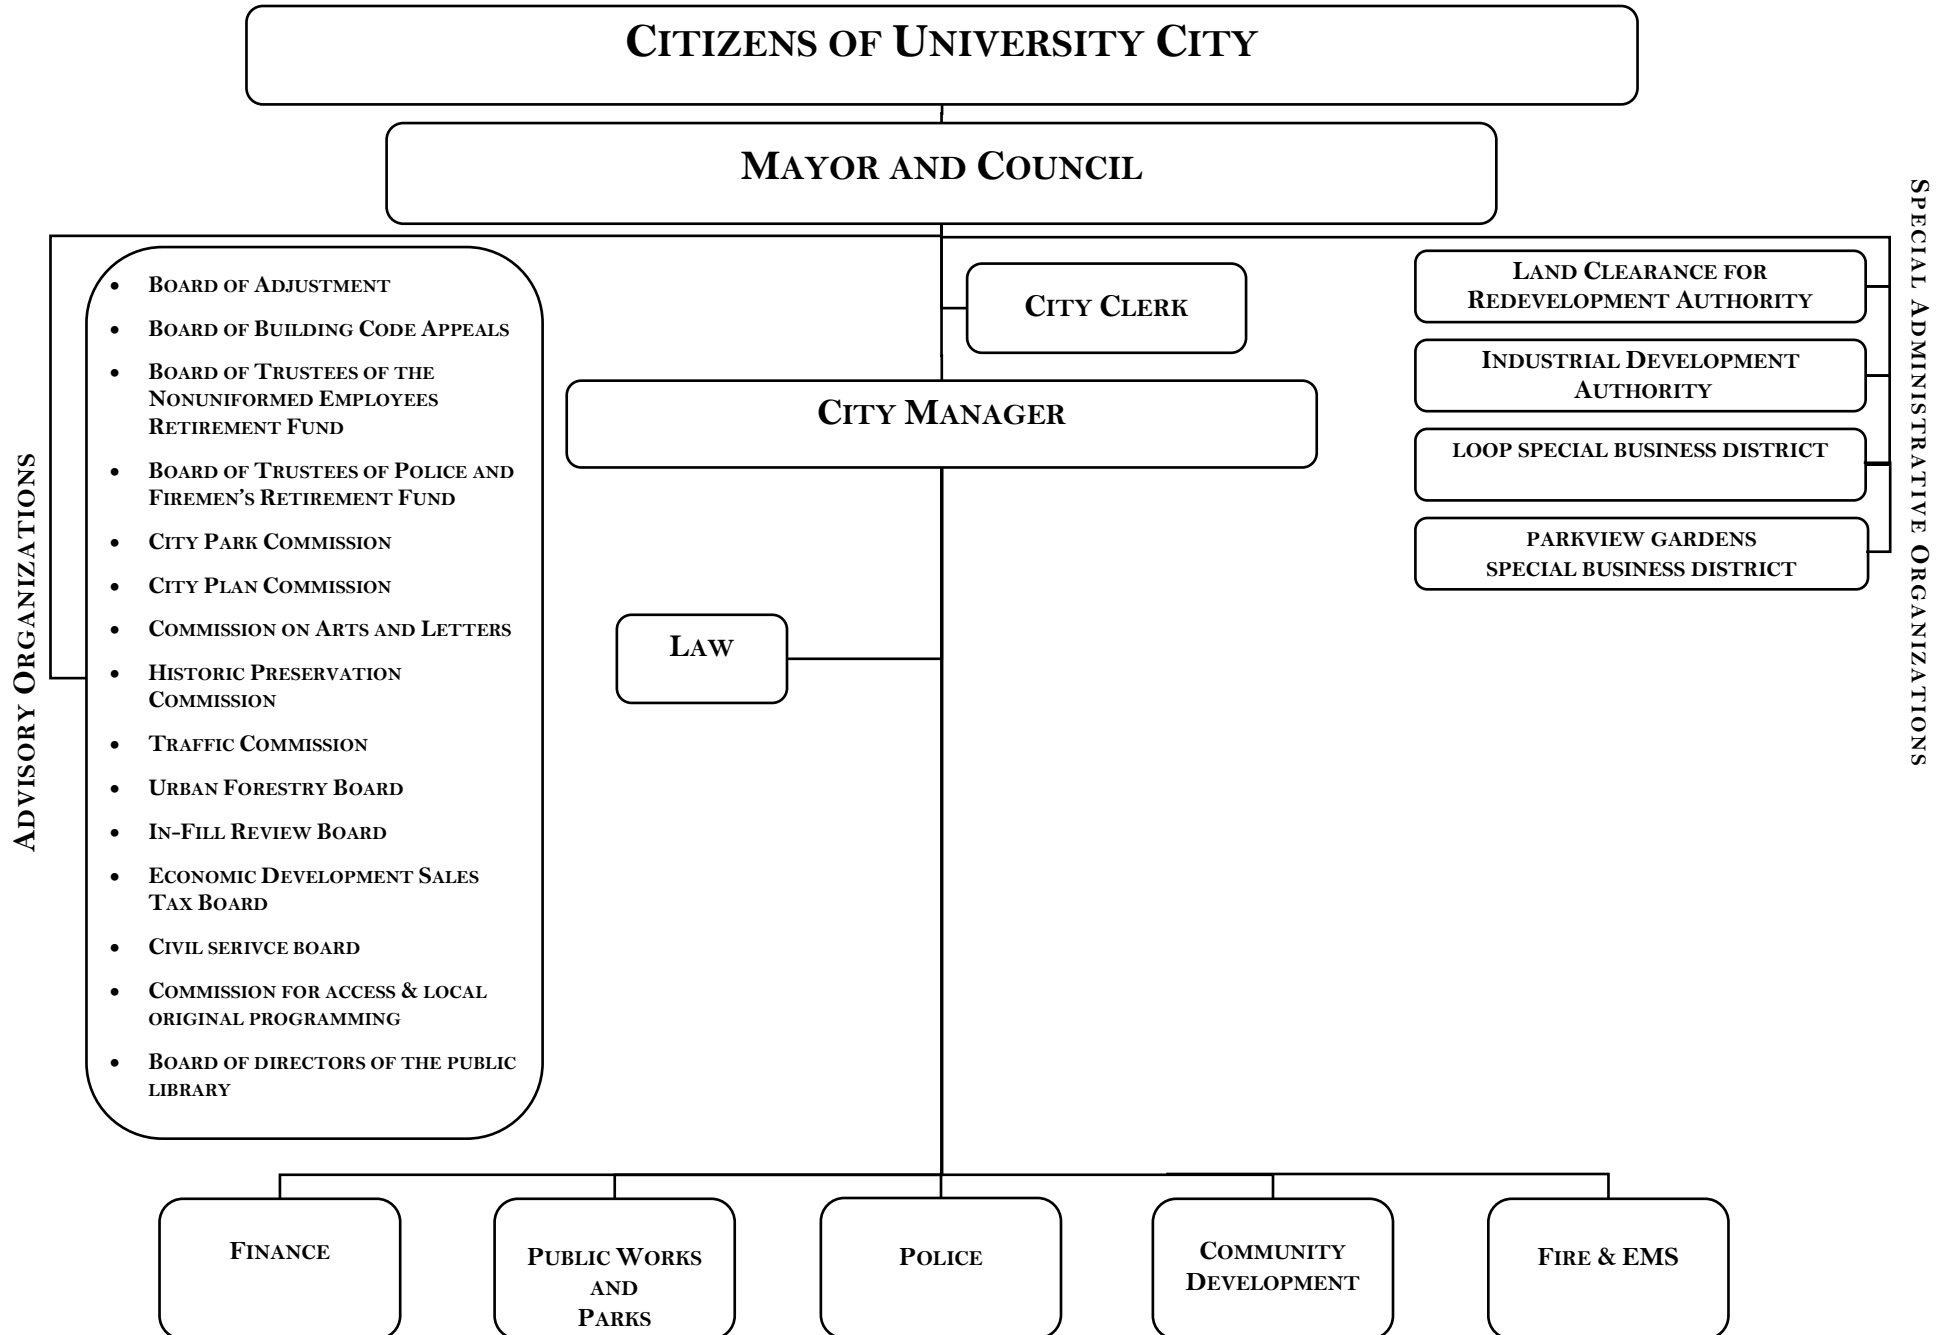 CITIZENS OF UNIVERSITY CITY
MAYOR AND COUNCIL
ADVISORY ORGANIZATIONS
• BOARD OF ADJUSTMENT
• BOARD OF BUILDING CODE APPEALS
• BOARD OF TRUSTEES OF THE
NONUNIFORMED EMPLOYEES
RETIREMENT FUND
• BOARD OF TRUSTEES OF POLICE AND
FIREMEN'S RETIREMENT FUND
• CITY PARK COMMISSION
• CITY PLAN COMMISSION
• COMMISSION ON ARTS AND LETTERS
• HISTORIC PRESERVATION
COMMISSION
• TRAFFIC COMMISSION
• URBAN FORESTRY BOARD
• IN-FILL REVIEW BOARD
• ECONOMIC DEVELOPMENT SALES
TAX BOARD
• CIVIL SERIVCE BOARD
• COMMISSION FOR ACCESS & LOCAL
ORIGINAL PROGRAMMING
• BOARD OF DIRECTORS OF THE PUBLIC
LIBRARY
CITY CLERK
CITY MANAGER
LAW
SPECIAL ADMINISTRATIVE ORGANIZATIONS
LAND CLEARANCE FOR
REDEVELOPMENT AUTHORITY
INDUSTRIAL DEVELOPMENT
AUTHORITY
LOOP SPECIAL BUSINESS DISTRICT
PARKVIEW GARDENS
SPECIAL BUSINESS DISTRICT
FINANCE
PUBLIC WORKS
AND
PARKS
POLICE
COMMUNITY
DEVELOPMENT
FIRE & EMS